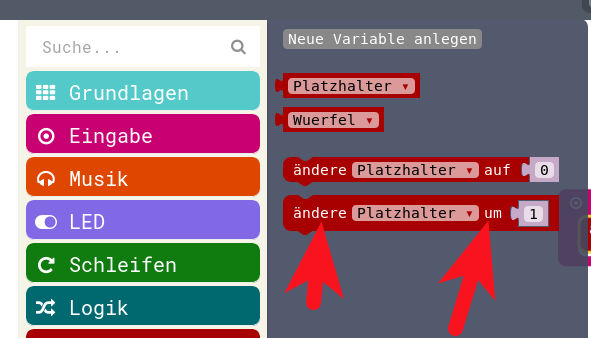 Neue Variable anlegen
Suche...
Platzhalter
Grundlagen
Wuerfel
Eingabe
Musik
ändere Platzhalter auf 0
LED
ändere Platzhalter um 1
Schleifen
Logik